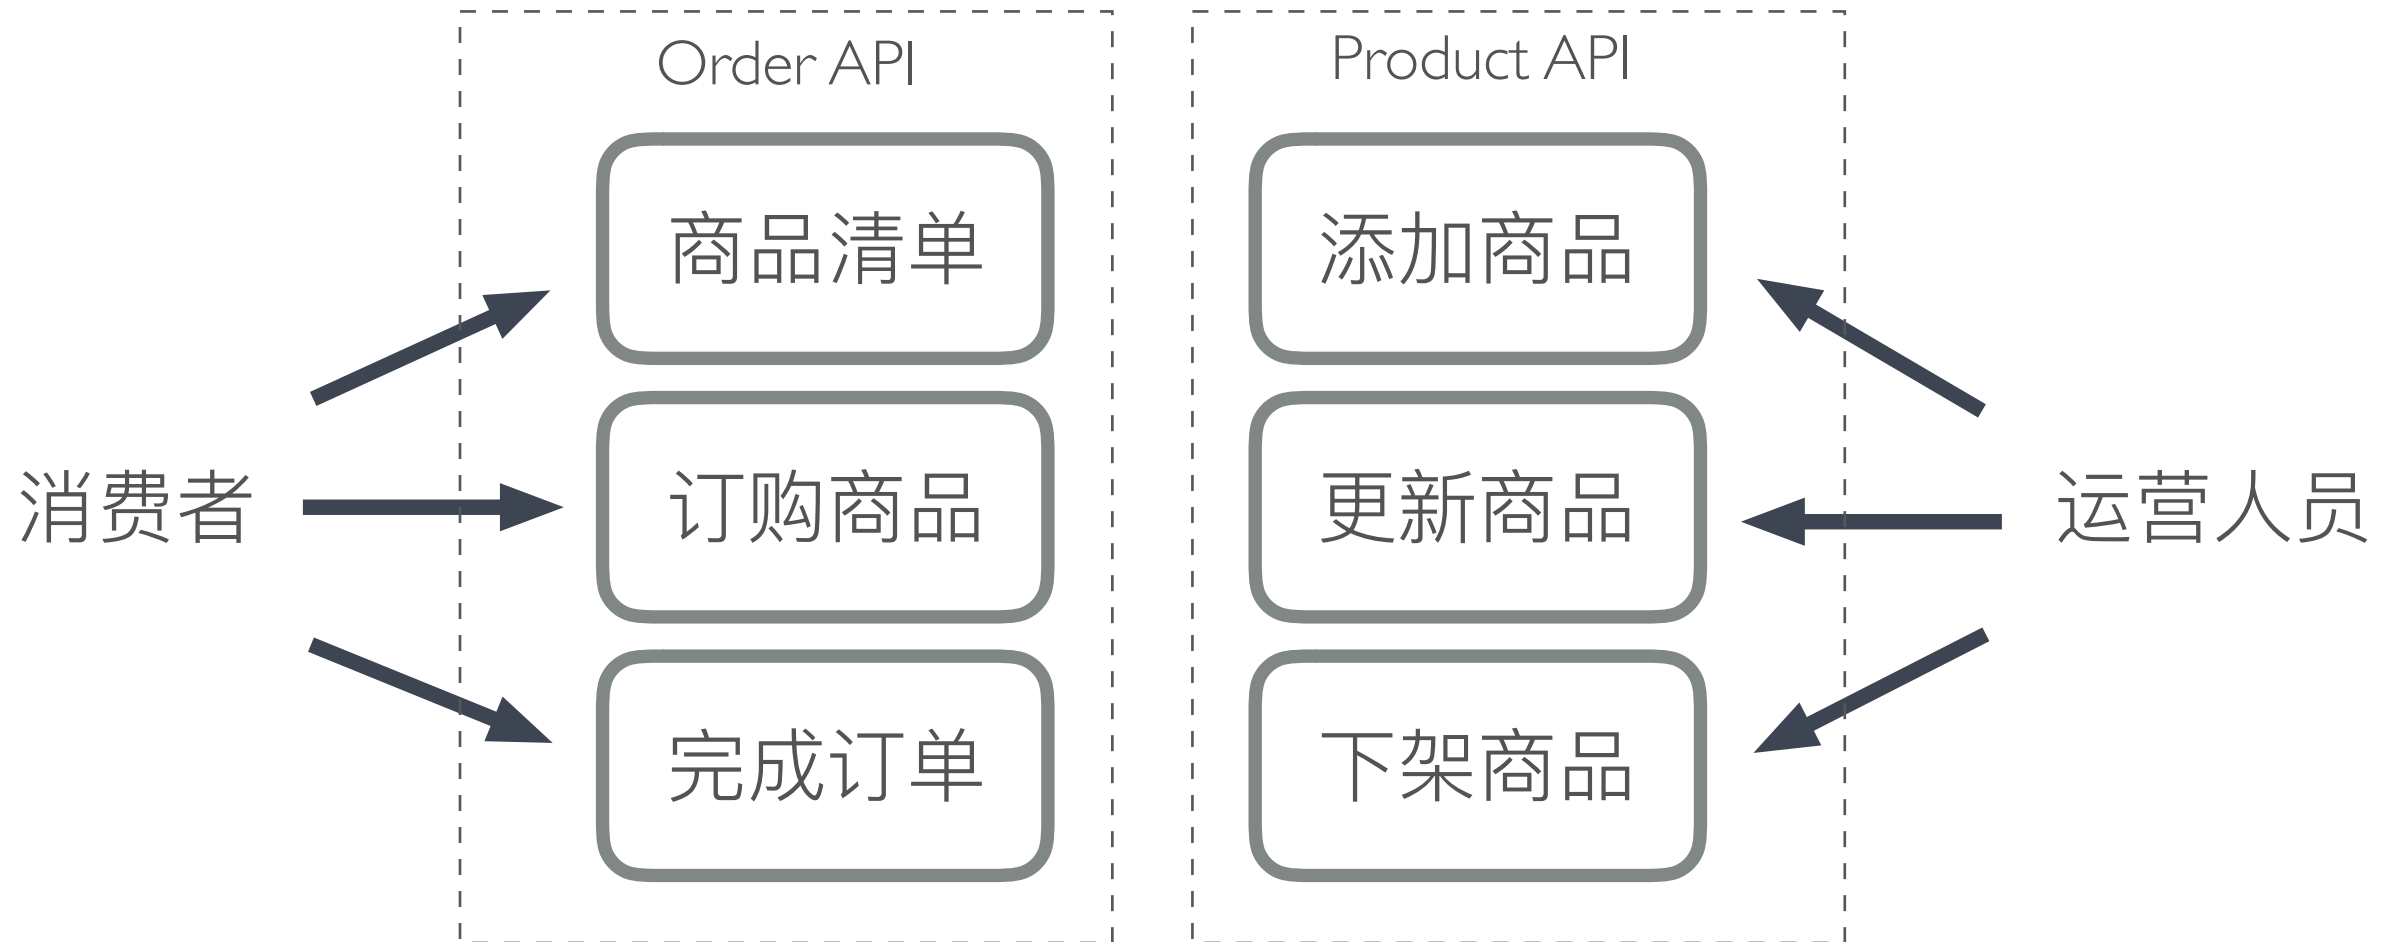 Order API
商品清单
订购商品
完成订单
Product API
添加商品
更新商品
下架商品
消费者
运营人员